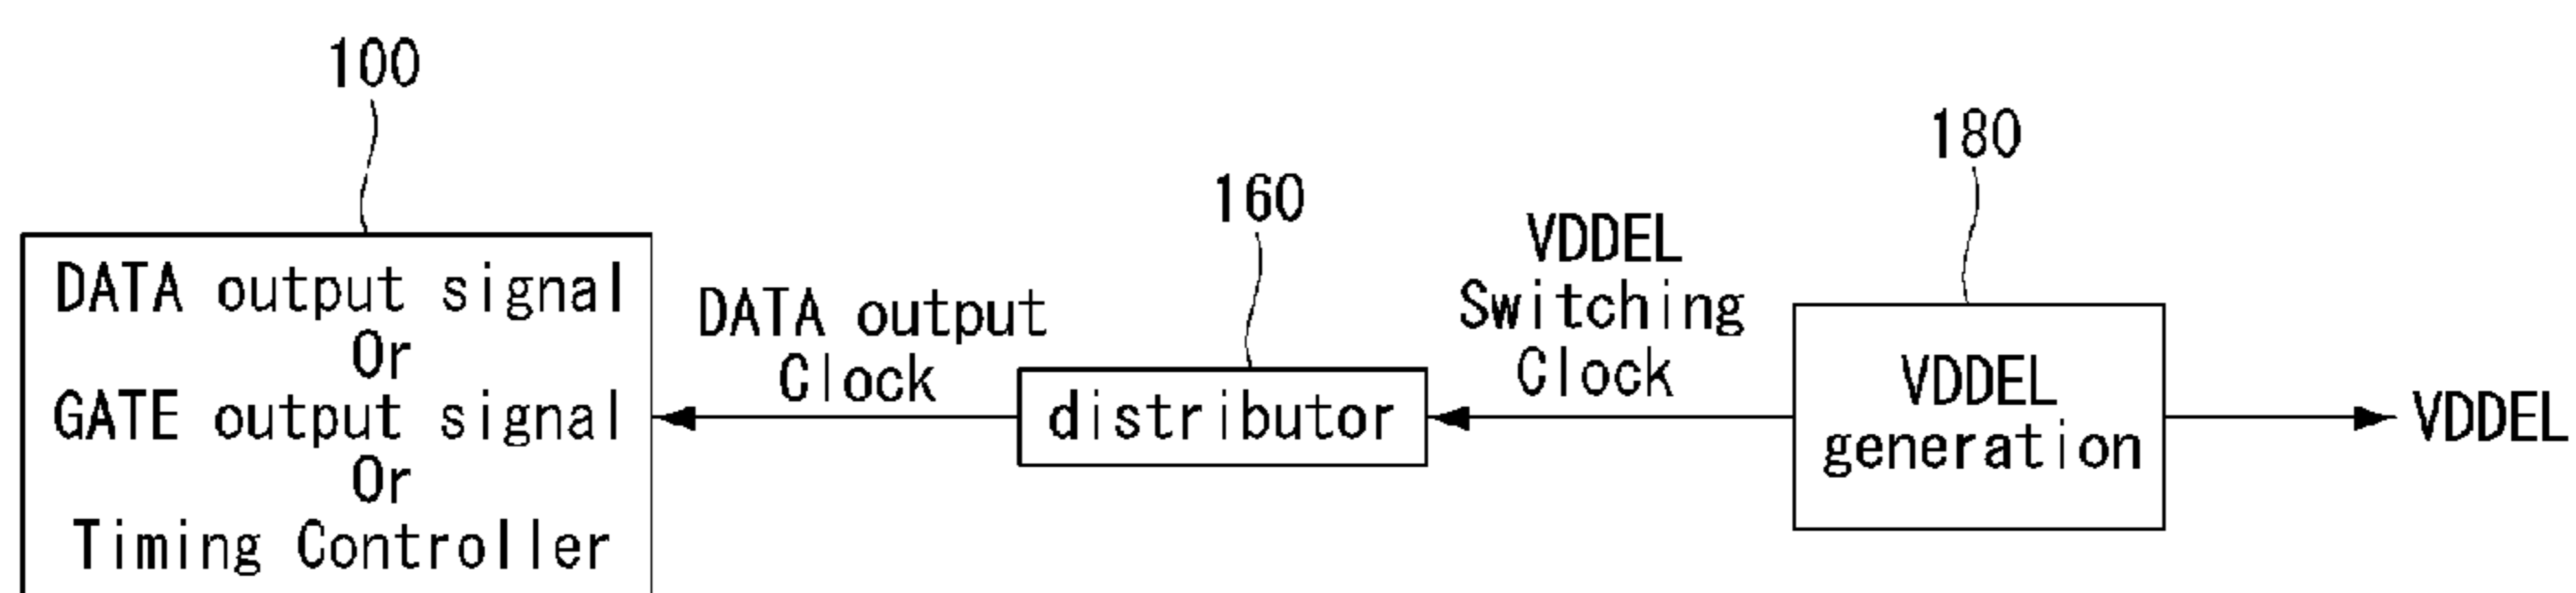 100
DATA output signal
Or
GATE output signal
Or
Timing Controller
DATA output
Clock
160
distributor
VDDEL
Switching
Clock
180
VDDEL
generation
VDDEL